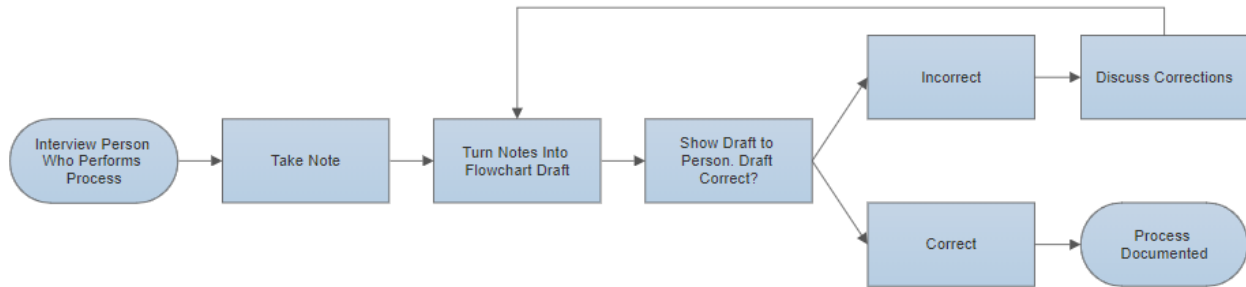 Interview Person
Who Performs
Process
Take Note
Turn Notes Into
Flowchart Draft
Show Draft to
Person. Draft
Correct?
Incorrect
Discuss Corrections
Correct
Process
Documented